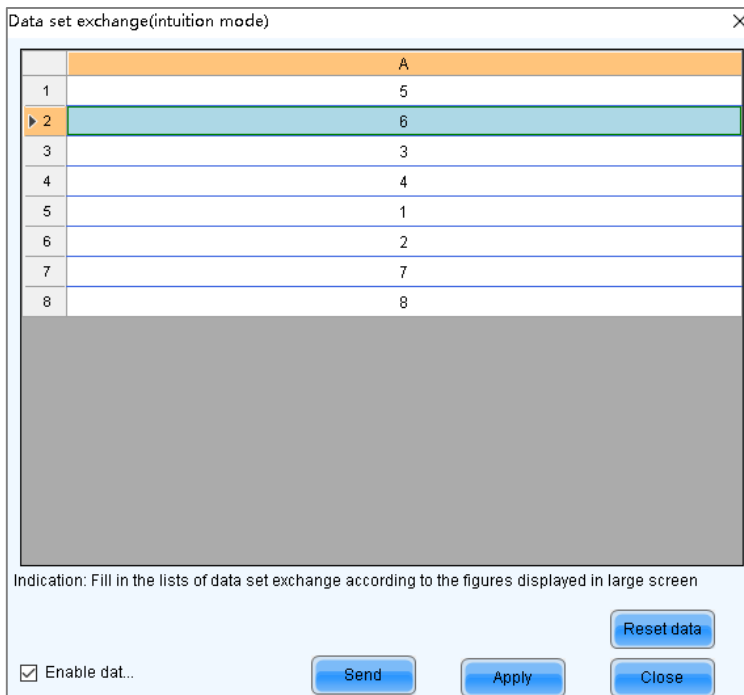 Data set exchange(intuition mode)
A
1 5
2 6
3 3
4 4
5 1
6 2
7 7
8 8
Indication: Fill in the lists of data set exchange according to the figures displayed in large screen
Reset data
Enable dat... Send Apply Close